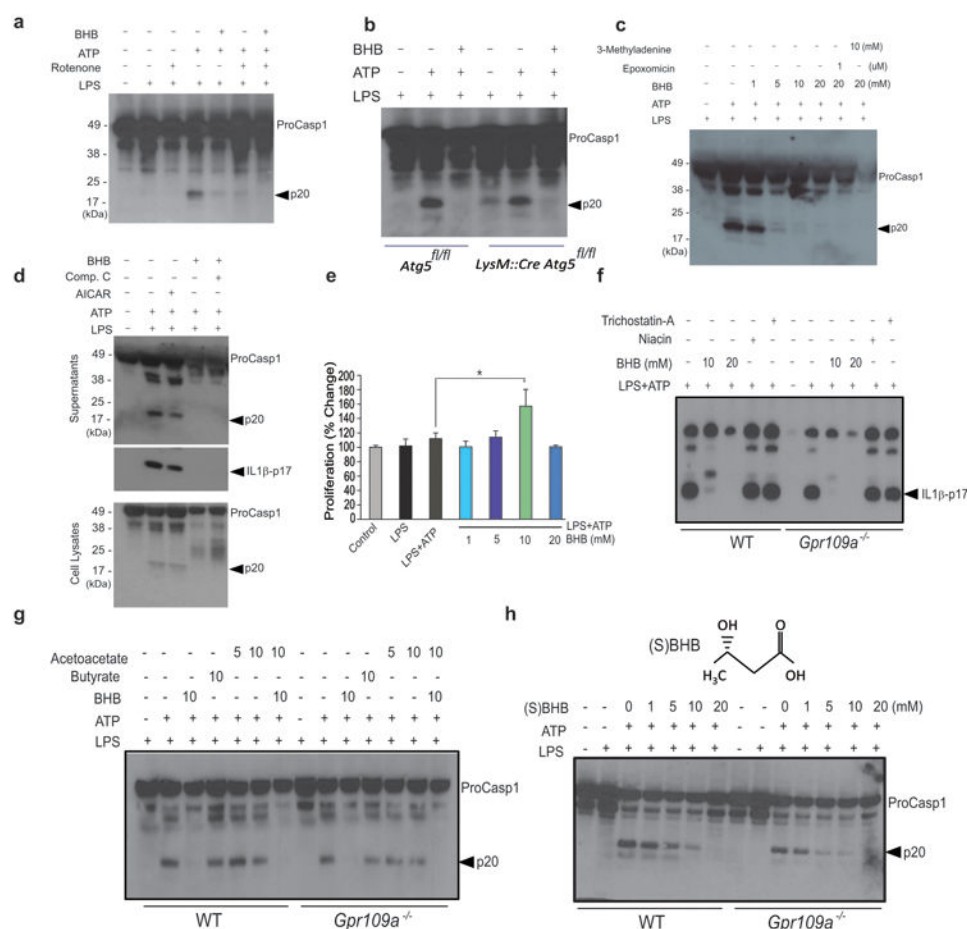 a
BHB - - - - + - +
ATP - - - + + + +
Rotenone - - + - - + +
LPS - + + + + + +
49 -
38 -
25 -
17 -
(kDa)
ProCasp1
p20
b
BHB - - + - - +
ATP - + + - + +
LPS + + + + + +
ProCasp1
p20
Atg5 fl/fl
LysM::Cre Atg5 fl/fl
c
3-Methyladenine - - - - - - - 10 (mM)
Epoxomicin - - - - - - 1 - (uM)
BHB - - 1 5 10 20 20 20 (mM)
ATP - + + + + + + +
LPS + + + + + + + +
49 -
38 -
25 -
17 -
(kDa)
ProCasp1
p20
d
BHB - - - + +
Comp. C - - - - +
AICAR - - + - -
ATP - + + + +
LPS - + + + +
Supernatants
49 -
38 -
25 -
17 -
(kDa)
ProCasp1
p20
IL1β-p17
Cell Lysates
49 -
38 -
25 -
17 -
(kDa)
ProCasp1
p20
e
Proliferation (% Change)
200
180
160
140
120
100
80
60
40
20
0
*
Control
LPS
LPS+ATP
1 5 10 20
LPS+ATP
BHB (mM)
f
Trichostatin-A - - - - + - - - - - +
Niacin - - - + - - - - - + -
BHB (mM) - 10 20 - - - - 10 20 - -
LPS+ATP + + + + + - + + + + +
IL1β-p17
WT
Gpr109a -/-
g
Acetoacetate - - - - 5 10 10 - - - - 5 10 10
Butyrate - - - 10 - - - - - - 10 - - -
BHB - - 10 - - - 10 - - 10 - - - 10
ATP - + + + + + + - + + + + + +
LPS + + + + + + + + + + + + + +
ProCasp1
p20
WT
Gpr109a -/-
h
(S)BHB
OH
O
H₃C
OH
(S)BHB - - 0 1 5 10 20 - - 0 1 5 10 20 (mM)
ATP - - + + + + + - - + + + + +
LPS - + + + + + + - + + + + + +
ProCasp1
p20
WT
Gpr109a -/-